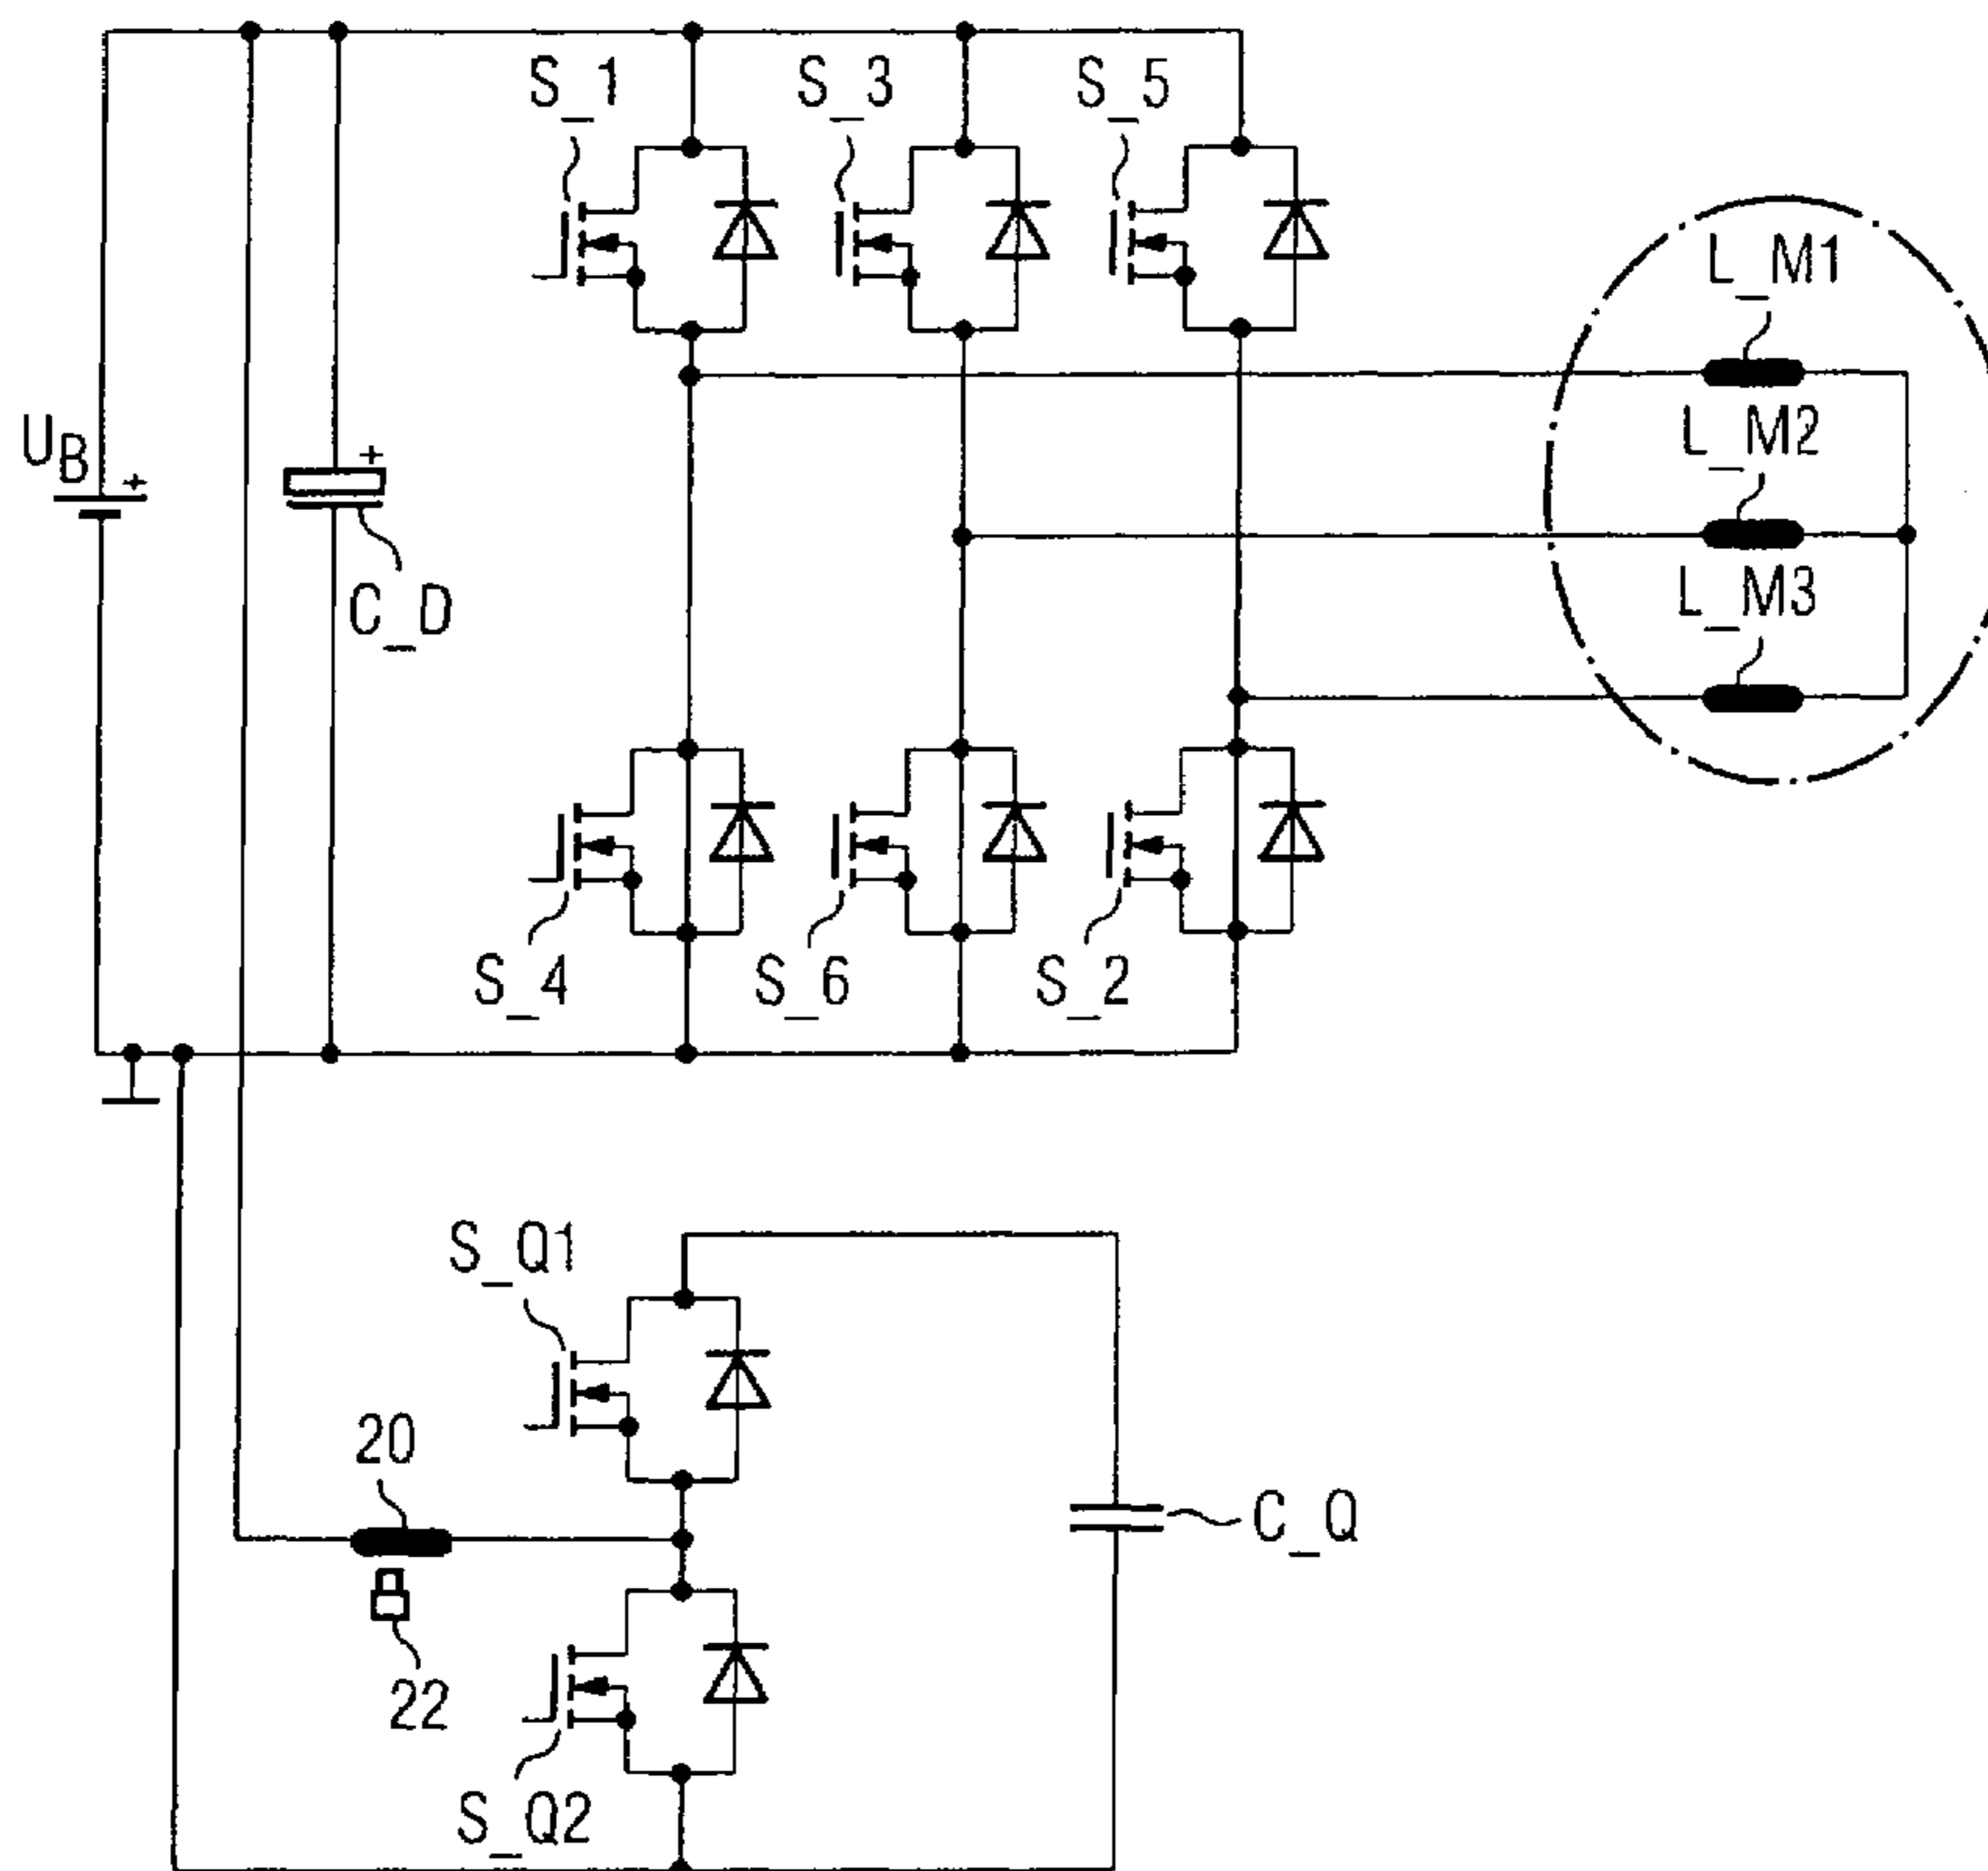 S_1
S_3
S_5
L_M1
L_M2
L_M3
U_B
+
+
C_D
S_4
S_6
S_2
S_Q1
20
22
C_Q
S_Q2